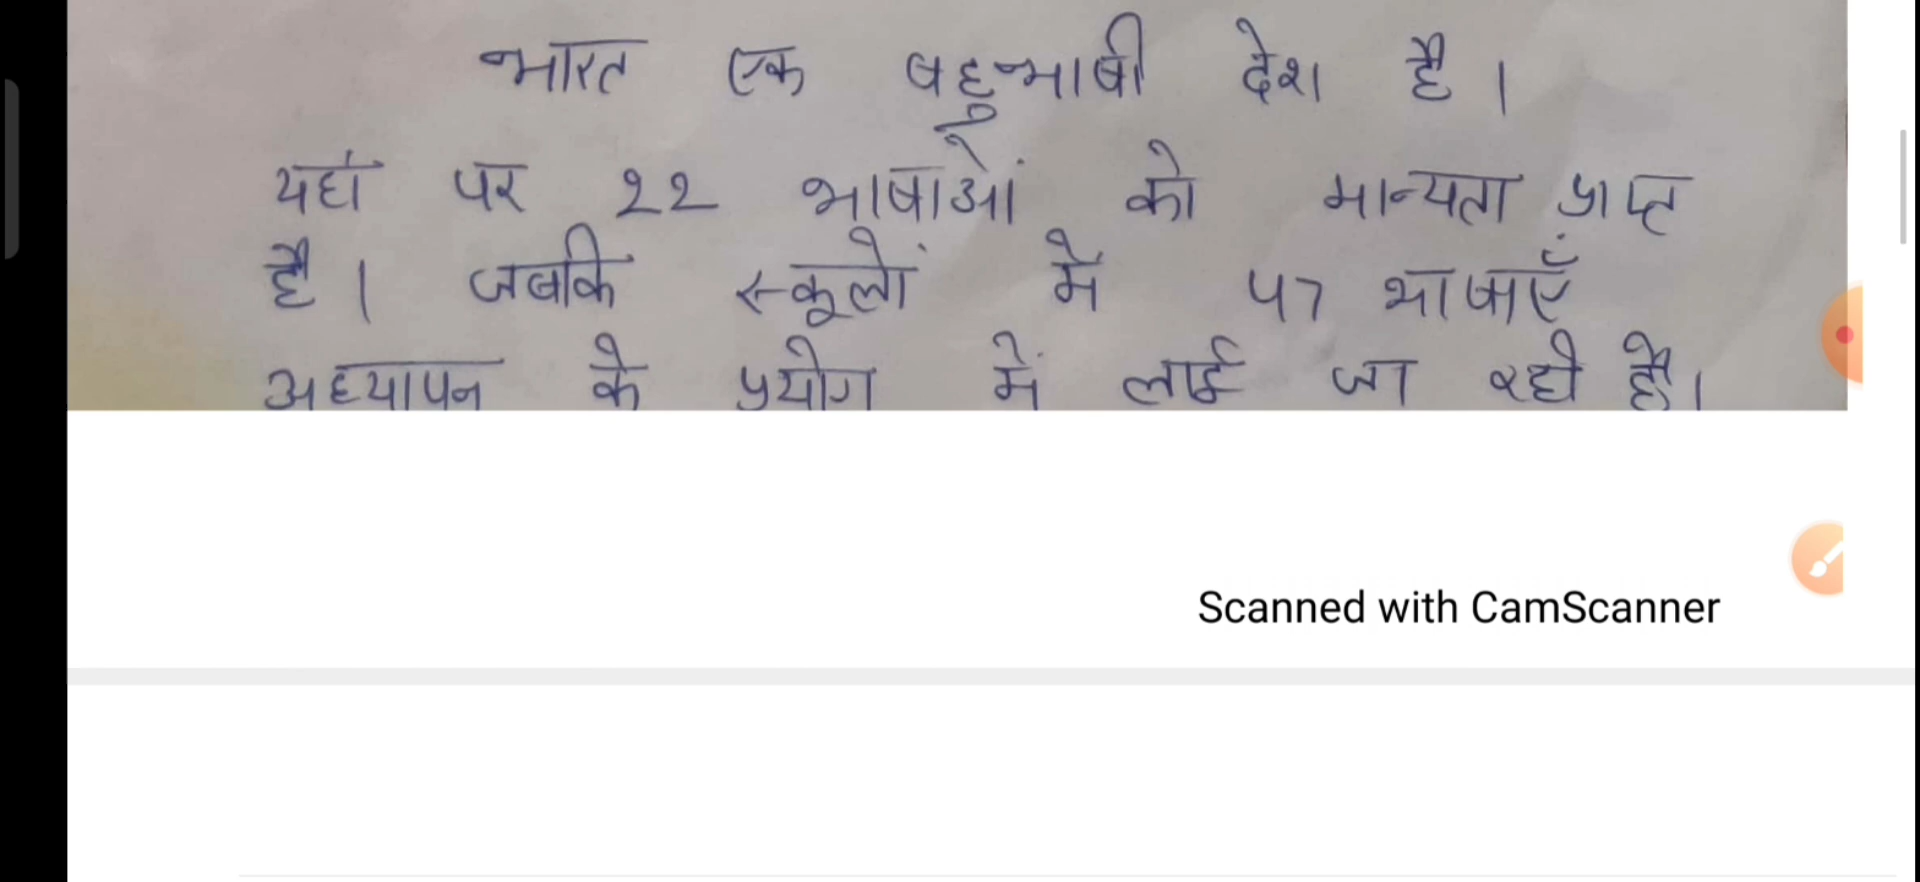 भारत एक बहुभाषी देश है।
यहां पर 22 भाषाओं को मान्यता प्राप्त
है। जबकि स्कूलों में 47 भाषाएँ
अध्यापन के प्रयोग में लाई जा रही है।
Scanned with CamScanner